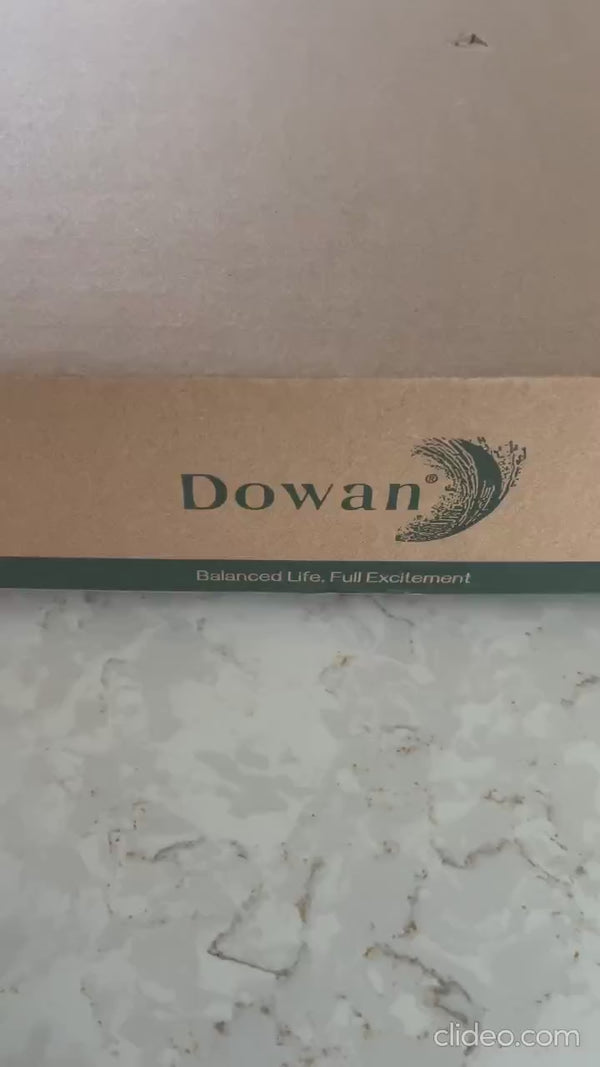 Dowan®
Balanced Life, Full Excitement
clideo.com